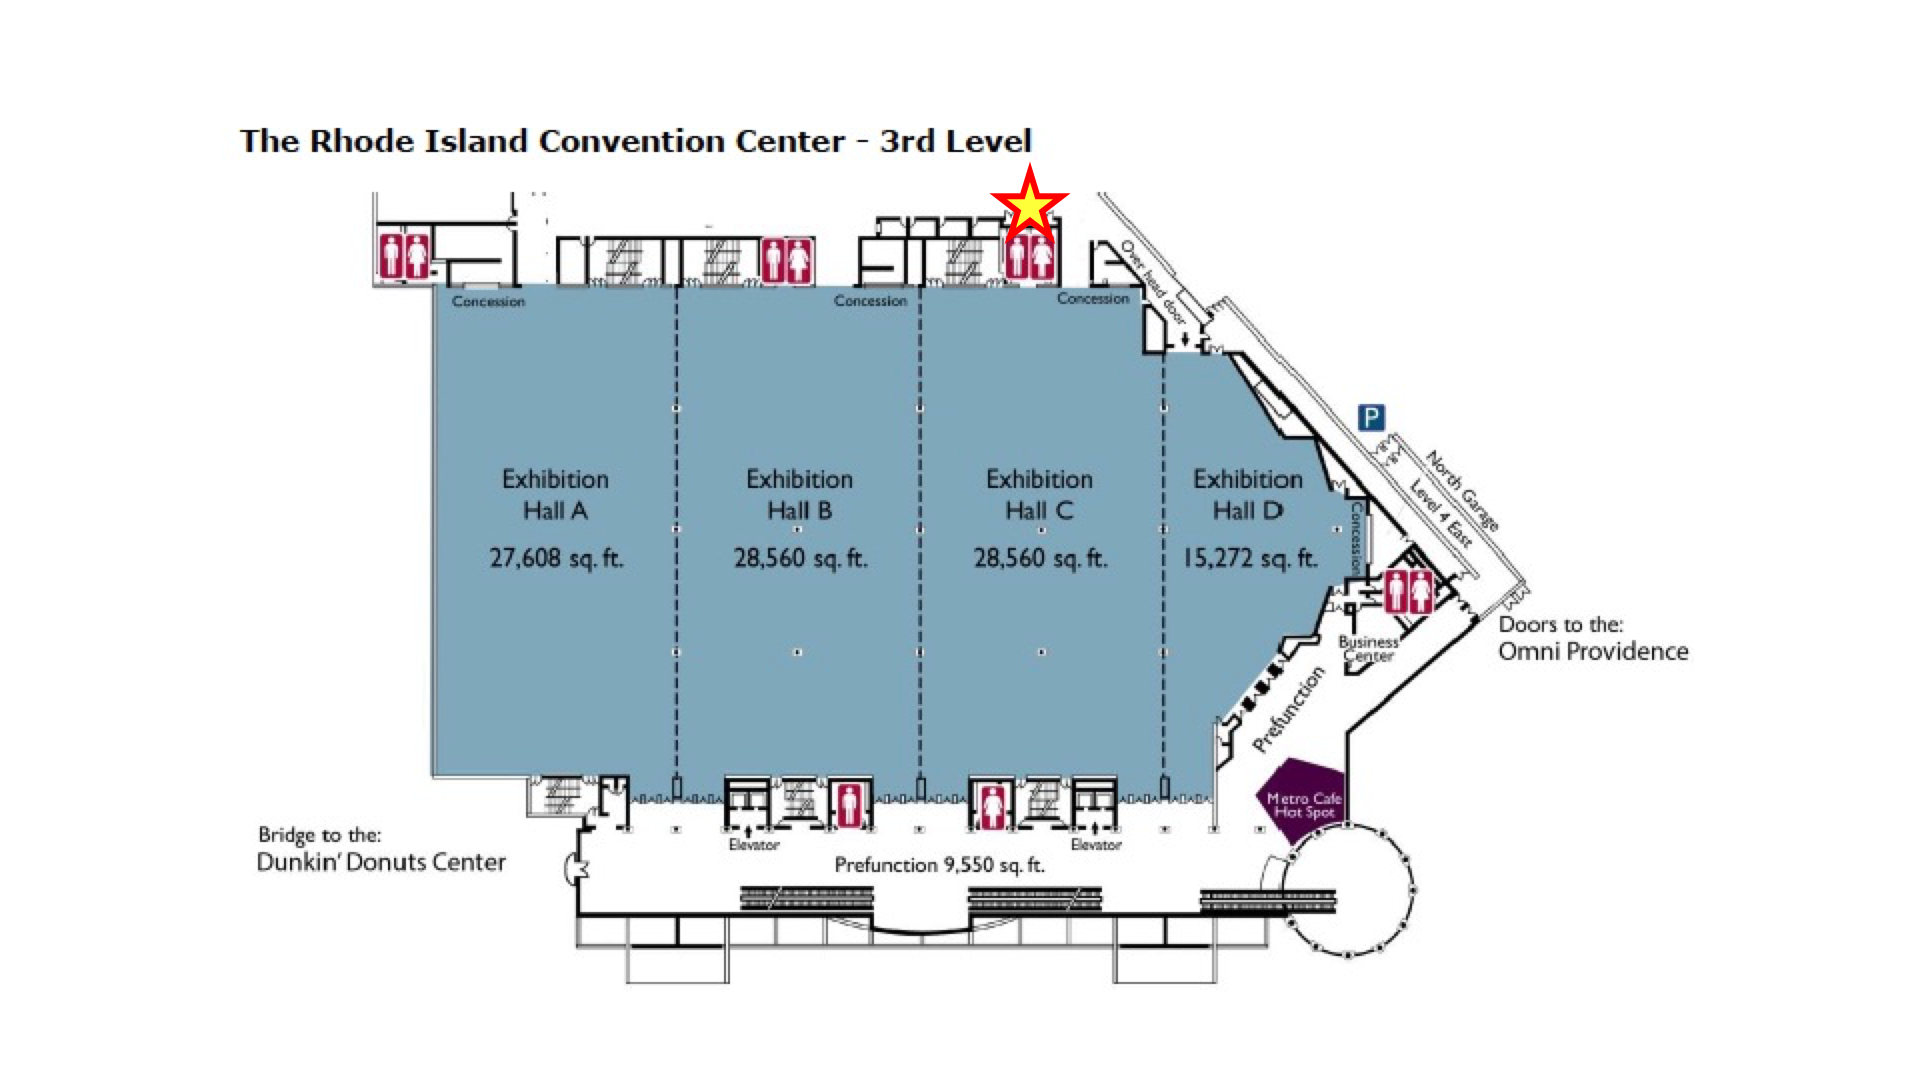 The Rhode Island Convention Center - 3rd Level
Over head door
Concession
Concession
Concession
P
North Garage
Level 4 East
Exhibition
Hall A
27,608 sq. ft.
Exhibition
Hall B
28,560 sq. ft.
Exhibition
Hall C
28,560 sq. ft.
Exhibition
Hall D
15,272 sq. ft.
Concession
Doors to the:
Omni Providence
Business
Center
Prefunction
Metro Cafe
Hot Spot
Bridge to the:
Dunkin' Donuts Center
Elevator
Elevator
Prefunction 9,550 sq. ft.